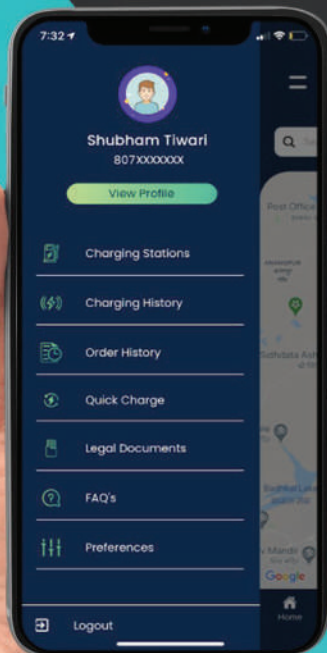 7:32
Shubham Tiwari
807XXXXXXX
View Profile
Charging Stations
Charging History
Order History
Quick Charge
Legal Documents
FAQ's
Preferences
Logout
Post Office
Google
Home